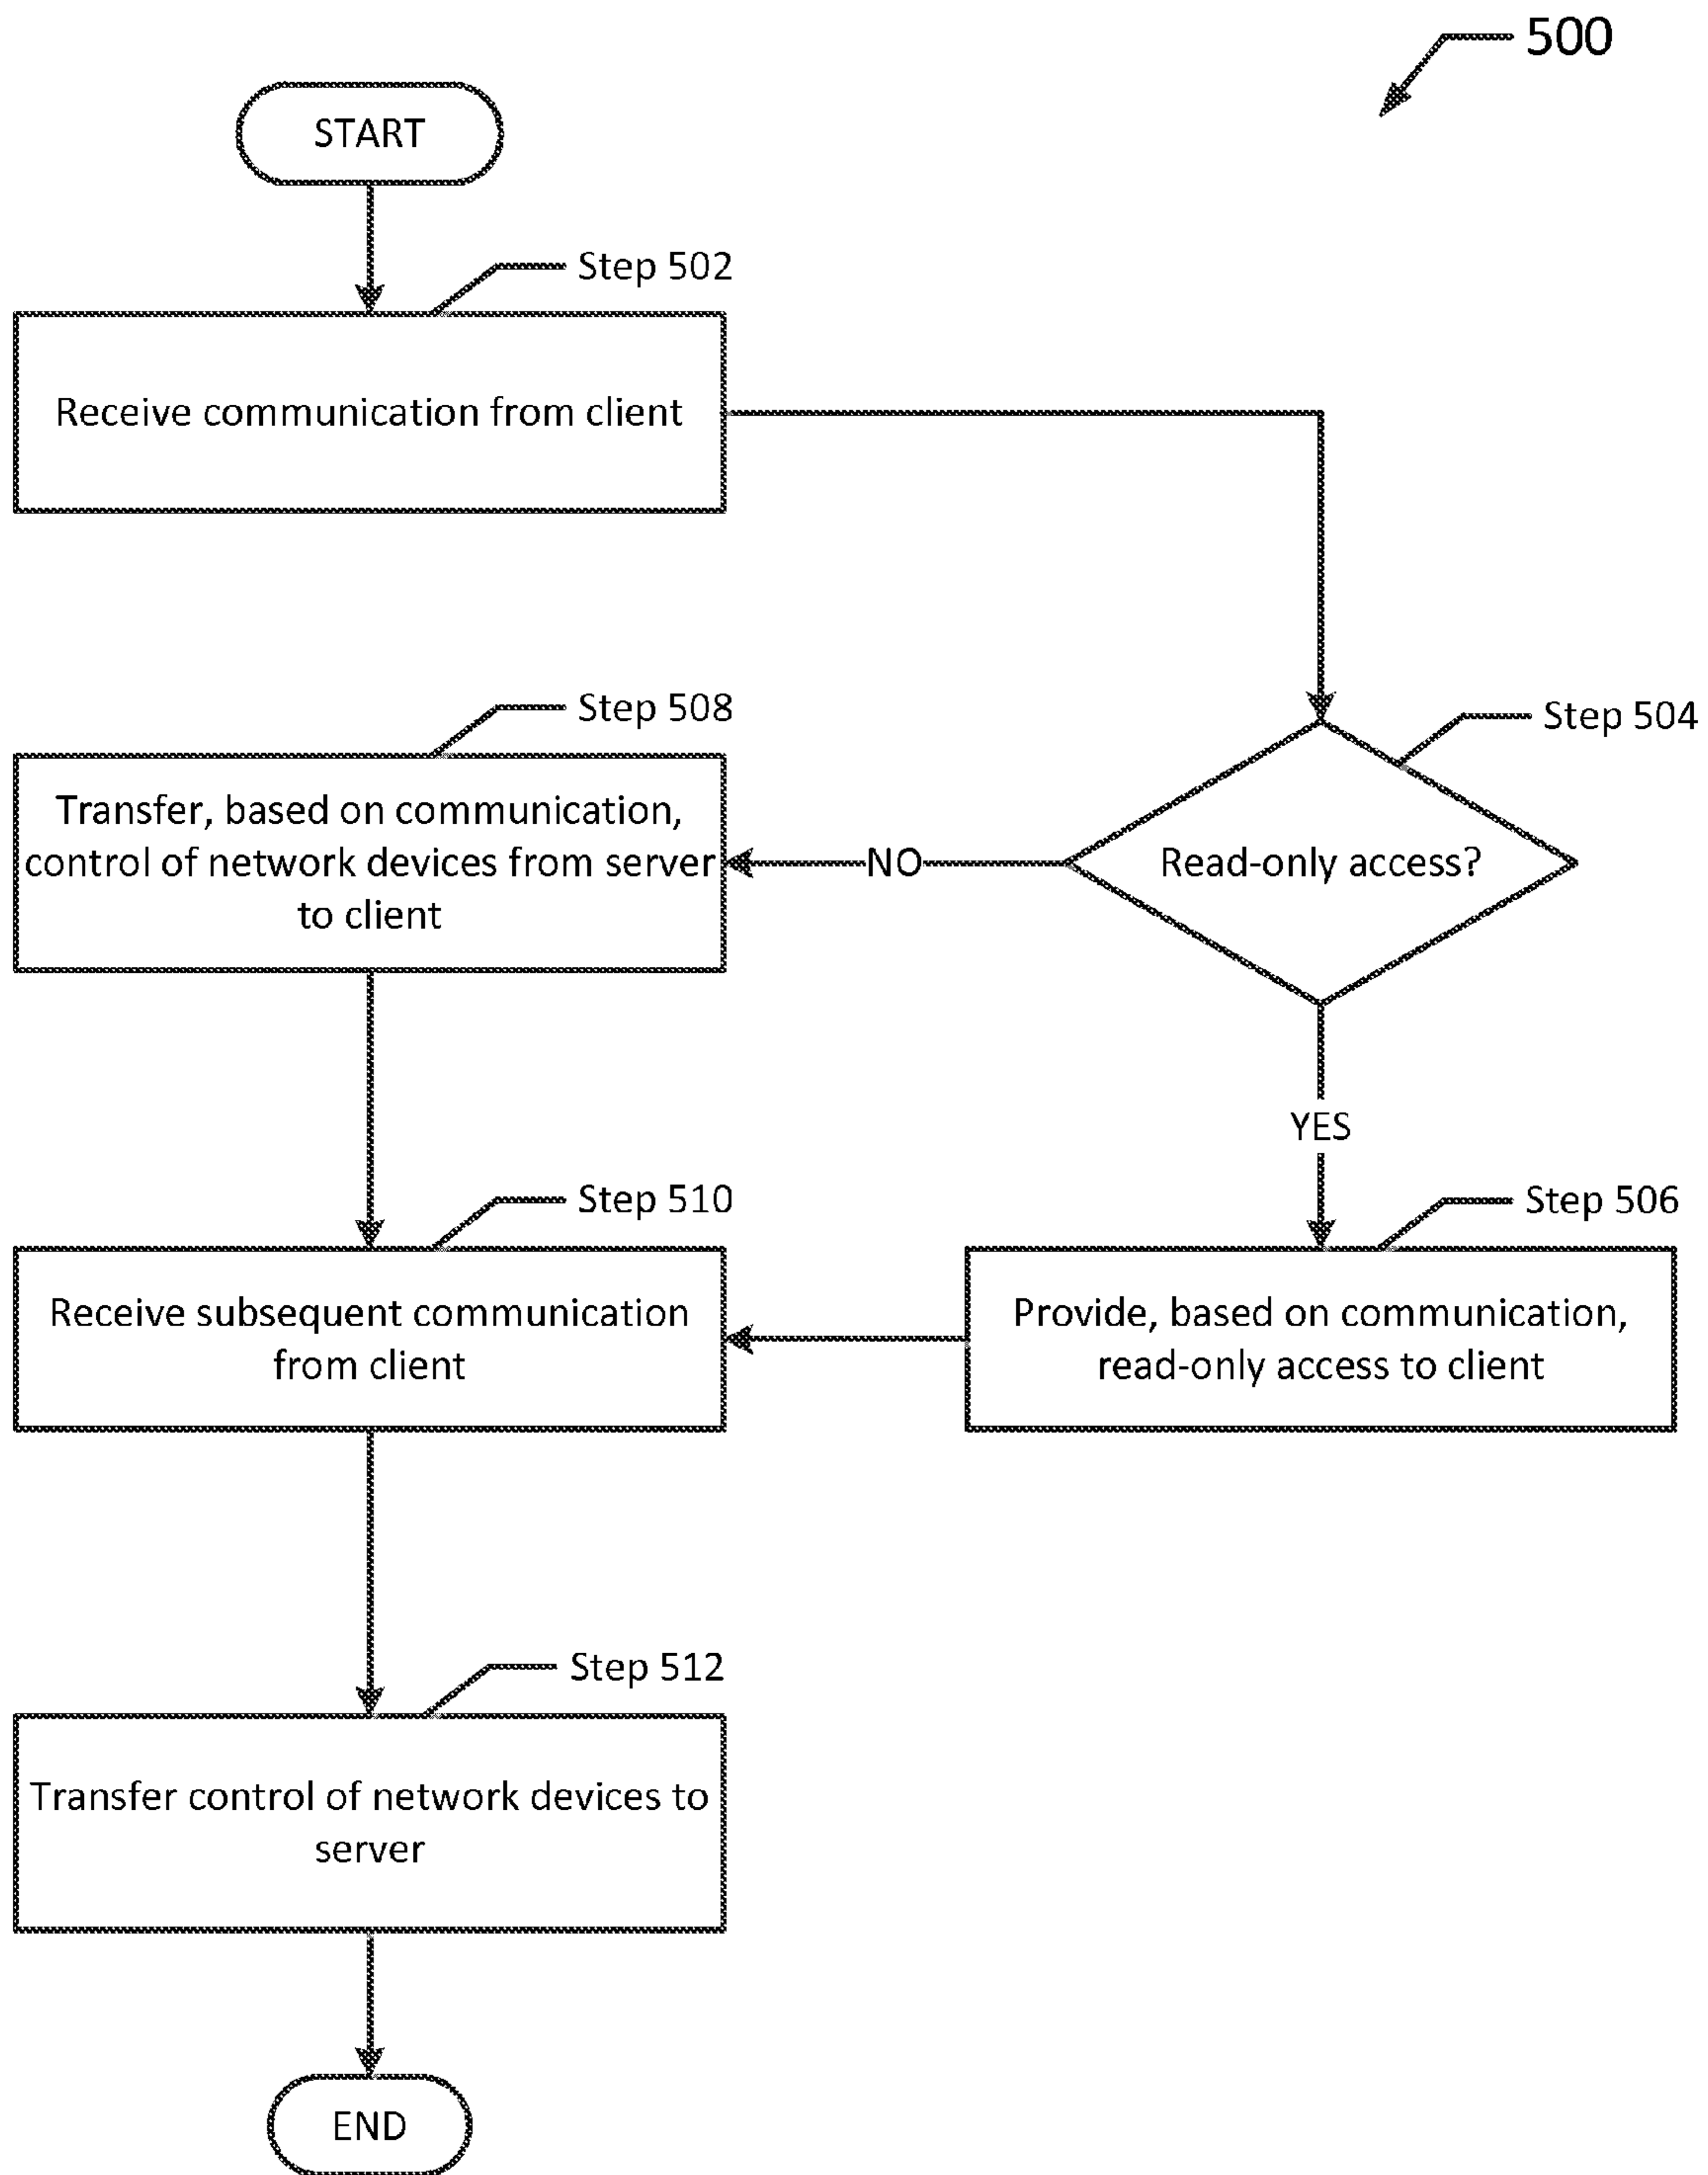 500
START
Step 502
Receive communication from client
Step 508
Step 504
Transfer, based on communication,
control of network devices from server
to client
NO
Read-only access?
YES
Step 510
Step 506
Receive subsequent communication
from client
Provide, based on communication,
read-only access to client
Step 512
Transfer control of network devices to
server
END